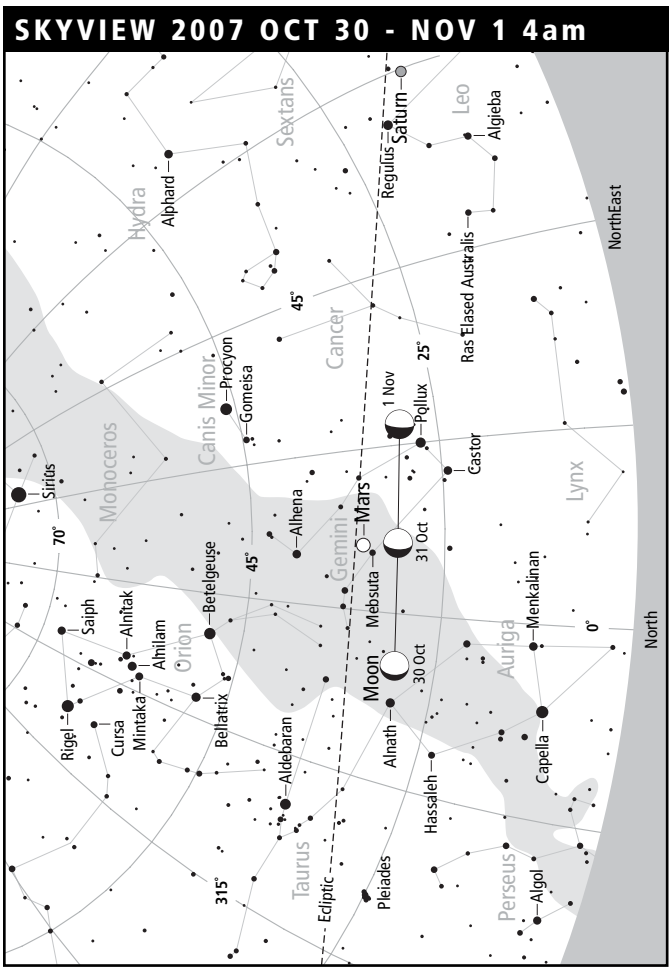 SKYVIEW 2007 OCT 30 - NOV 1 4am
Saturn
Leo
Algieba
Sextans
Regulus
Alphard
Hydra
NorthEast
Ras Elased Australis
45°
Cancer
25°
Procyon
Gomeisa
Canis Minor
1 Nov
Pollux
Castor
Lynx
Monoceros
Sirius
70°
Alhena
Mars
Gemini
45°
31 Oct
Mebsuta
Betelgeuse
Saiph
Alnitak
Ahilam
Orion
Mintaka
Rigel
Cursa
Bellatrix
Menkalinan
0°
North
Auriga
Moon
30 Oct
Alnath
Aldebaran
Hassaleh
Capella
Taurus
315°
Ecliptic
Pleiades
Perseus
Algol